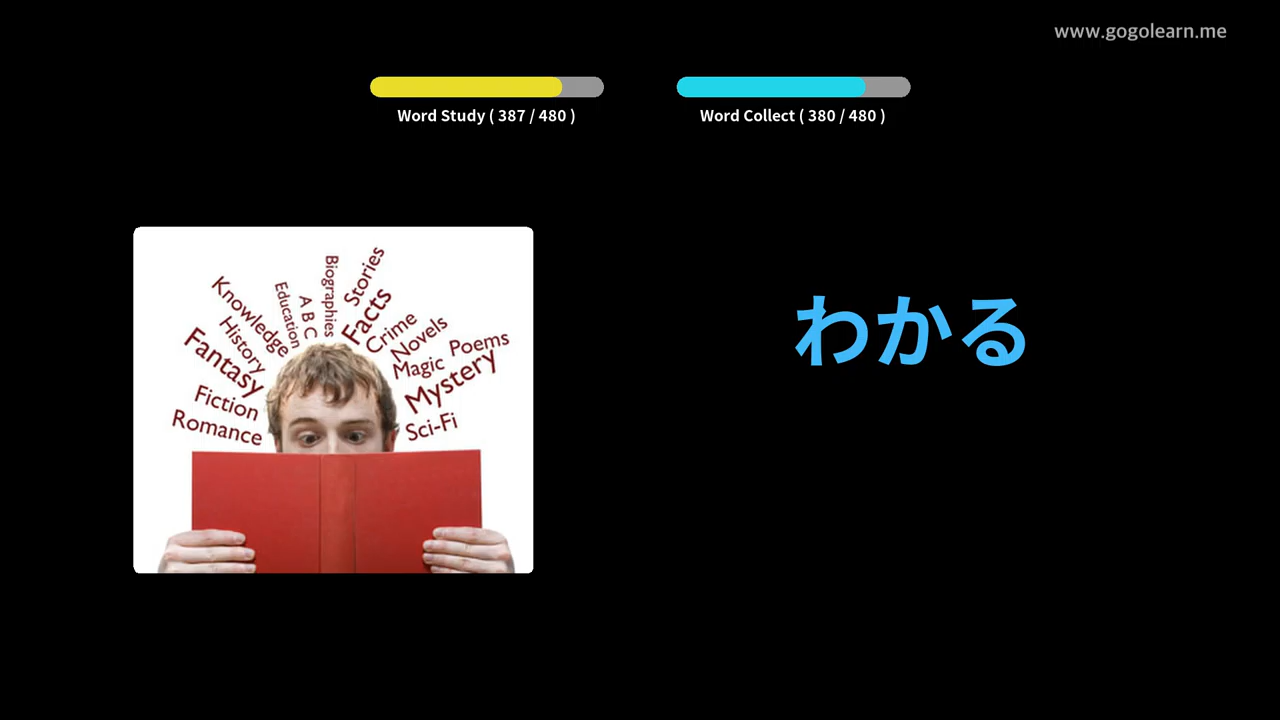 www.gogolearn.me
Word Study ( 387 / 480 )
Word Collect ( 380 / 480 )
わかる
Biographies
Stories
Education
A B C
Facts
Knowledge
Crime
History
Novels
Poems
Fantasy
Magic
Mystery
Fiction
Romance
Sci-Fi